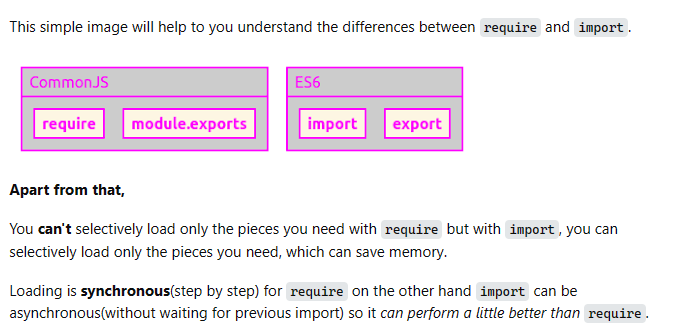 This simple image will help to you understand the differences between require and import.
CommonJS
require module.exports
ES6
import export
Apart from that,
You can't selectively load only the pieces you need with require but with import, you can
selectively load only the pieces you need, which can save memory.
Loading is synchronous(step by step) for require on the other hand import can be
asynchronous(without waiting for previous import) so it can perform a little better than require.